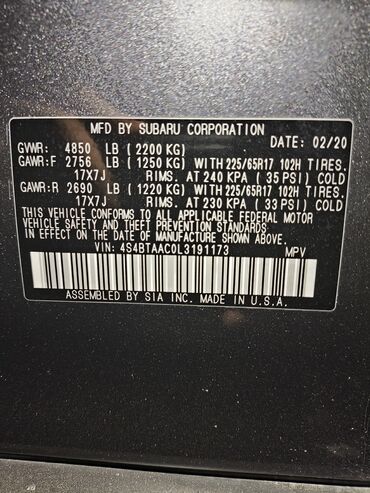 MFD BY SUBARU CORPORATION
GVWR: 4850 LB ( 2200 KG) DATE: 02/20
GAWR:F 2756 LB ( 1250 KG) WITH 225/65R17 102H TIRES,
17X7J RIMS, AT 240 KPA ( 35 PSI) COLD
GAWR:R 2690 LB ( 1220 KG) WITH 225/65R17 102H TIRES,
17X7J RIMS, AT 230 KPA ( 33 PSI) COLD
THIS VEHICLE CONFORMS TO ALL APPLICABLE FEDERAL MOTOR
VEHICLE SAFETY AND THEFT PREVENTION STANDARDS
IN EFFECT ON THE DATE OF MANUFACTURE SHOWN ABOVE.
VIN: 4S4BTAAC0L3191173 MPV
ASSEMBLED BY SIA INC. MADE IN U.S.A.